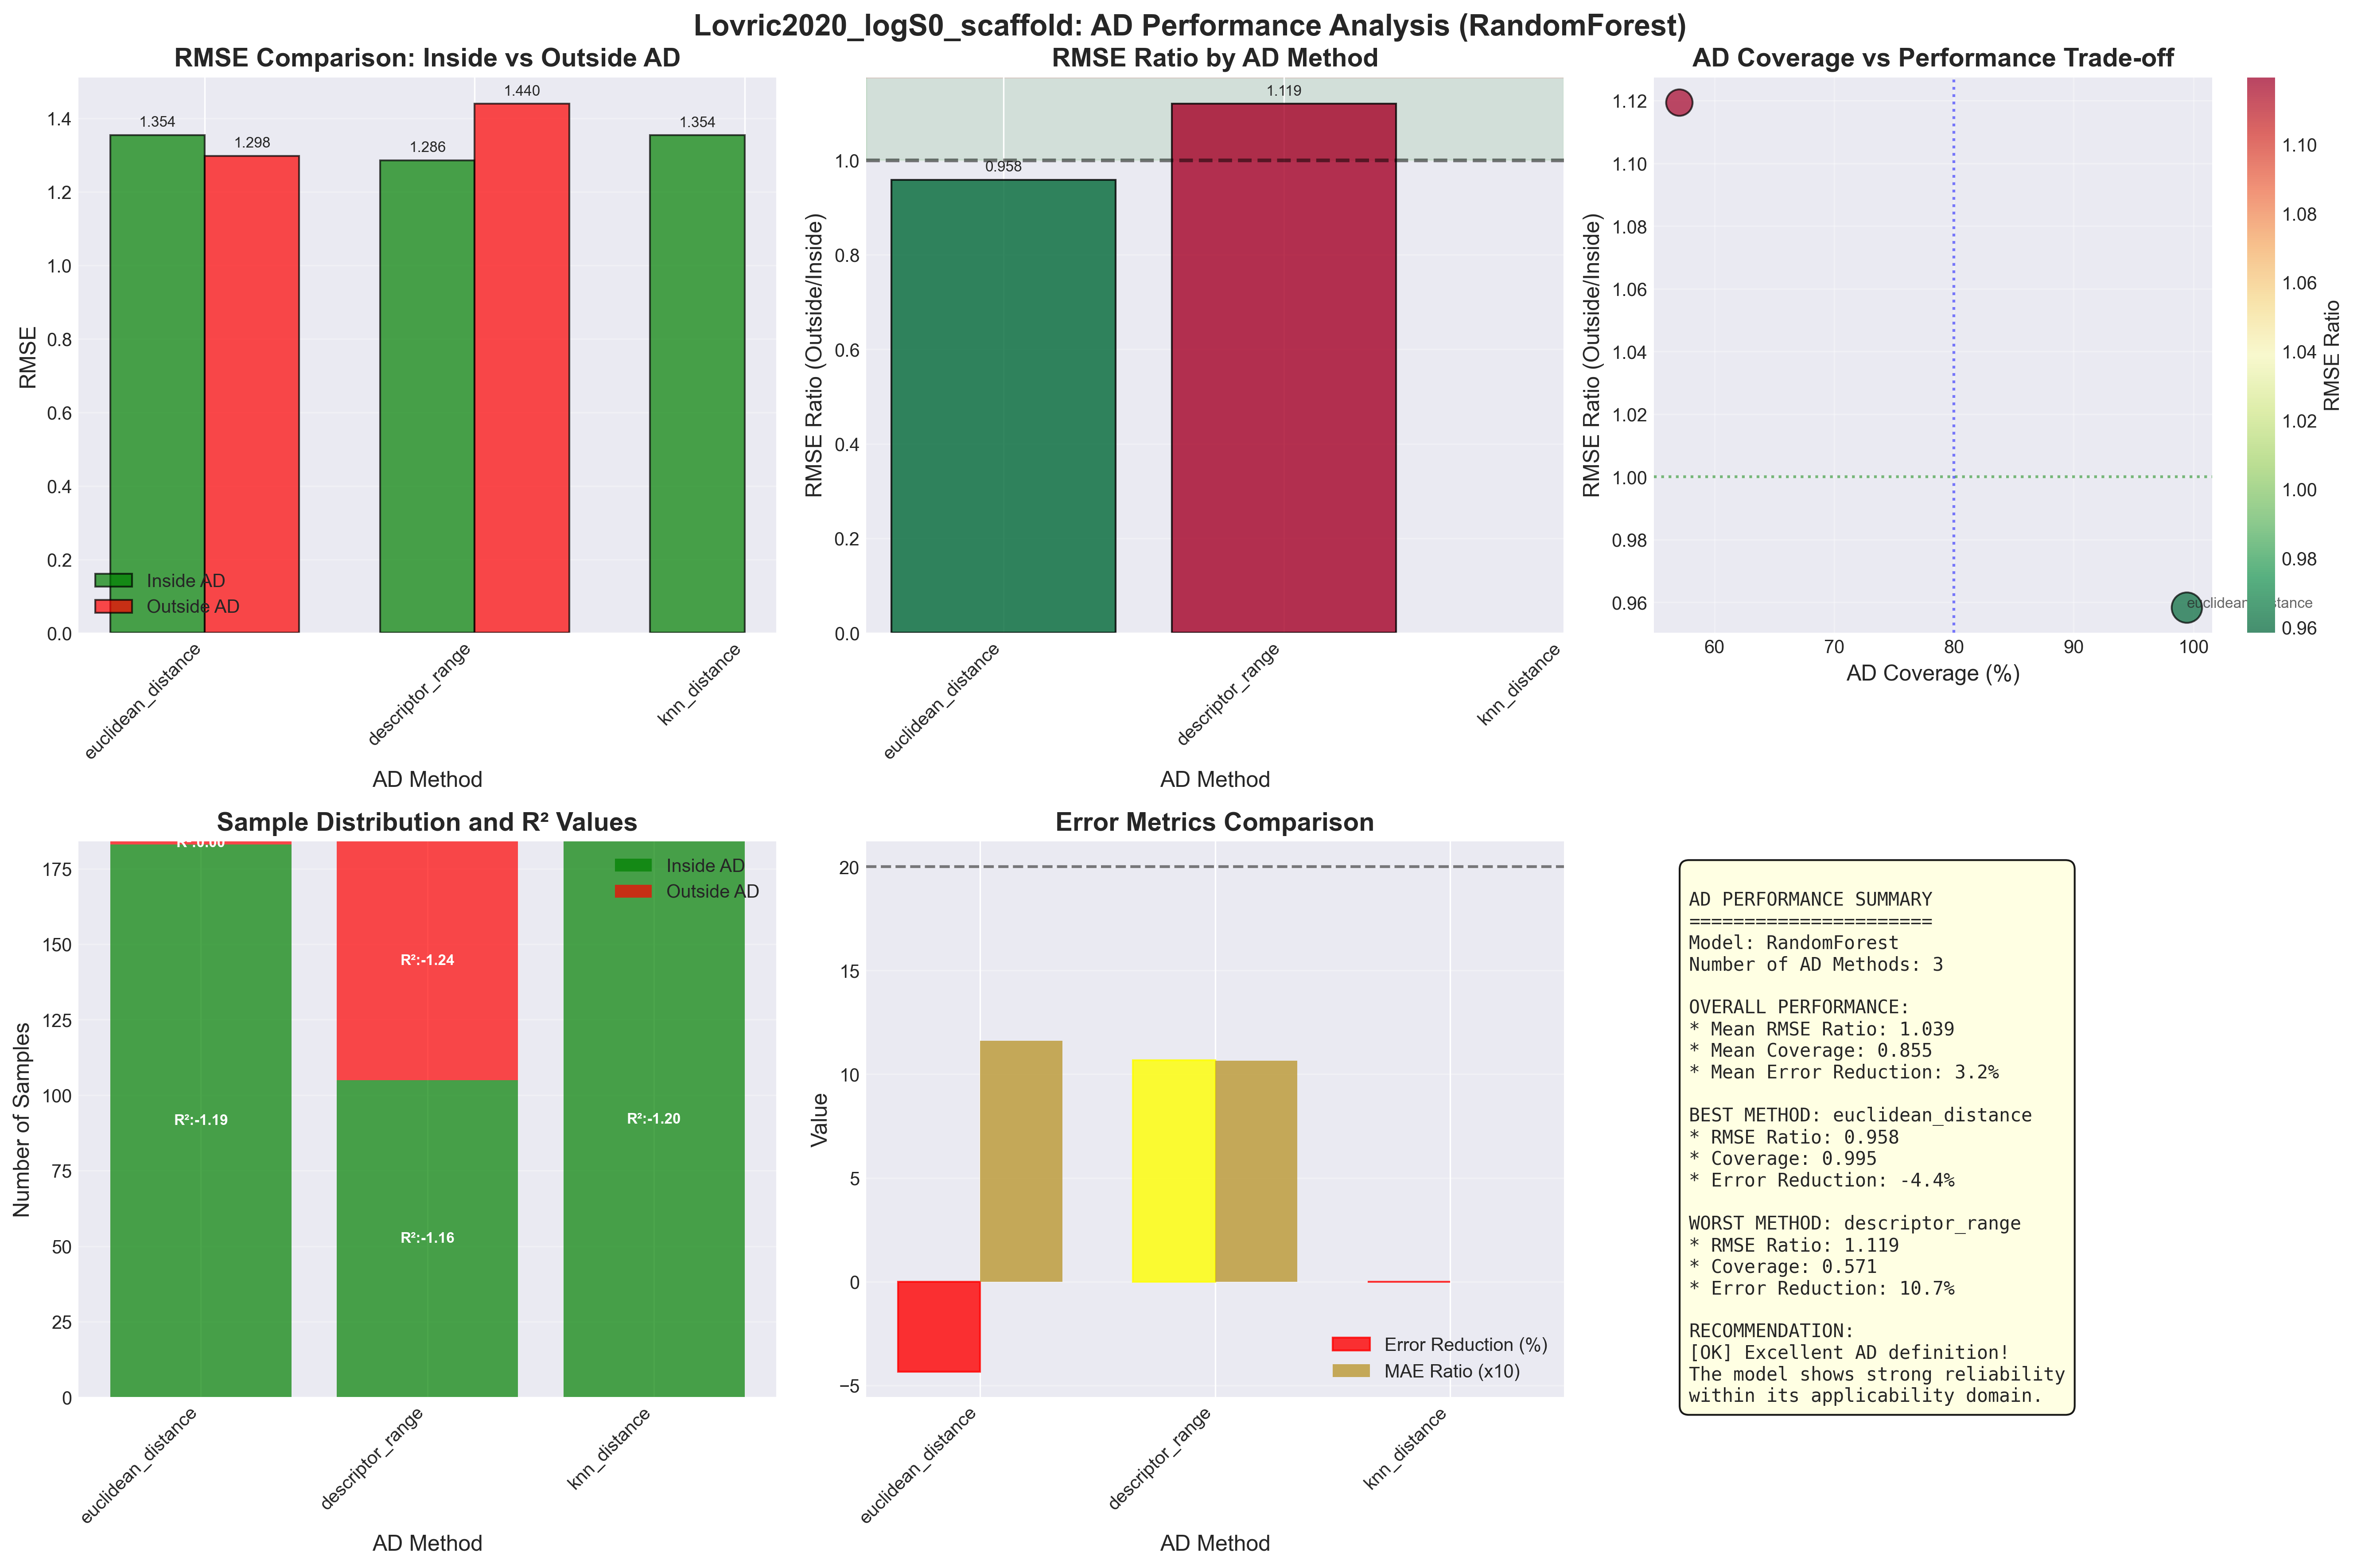 Lovric2020_logS0_scaffold: AD Performance Analysis (RandomForest)
RMSE Comparison: Inside vs Outside AD
1.354
1.298
1.286
1.440
1.354
1.4
1.2
1.0
0.8
0.6
0.4
0.2
0.0
RMSE
Inside AD
Outside AD
euclidean_distance
descriptor_range
knn_distance
AD Method
RMSE Ratio by AD Method
1.119
0.958
1.0
0.8
0.6
0.4
0.2
0.0
RMSE Ratio (Outside/Inside)
euclidean_distance
descriptor_range
knn_distance
AD Method
AD Coverage vs Performance Trade-off
1.12
1.10
1.08
1.06
1.04
1.02
1.00
0.98
0.96
RMSE Ratio (Outside/Inside)
60
70
80
90
100
AD Coverage (%)
1.10
1.08
1.06
1.04
1.02
1.00
0.98
0.96
RMSE Ratio
Sample Distribution and R² Values
R²:0.00
R²:-1.19
R²:-1.24
R²:-1.16
R²:-1.20
175
150
125
100
75
50
25
0
Number of Samples
Inside AD
Outside AD
euclidean_distance
descriptor_range
knn_distance
AD Method
Error Metrics Comparison
20
15
10
5
0
−5
Value
Error Reduction (%)
MAE Ratio (x10)
euclidean_distance
descriptor_range
knn_distance
AD Method
AD PERFORMANCE SUMMARY
======================
Model: RandomForest
Number of AD Methods: 3
OVERALL PERFORMANCE:
* Mean RMSE Ratio: 1.039
* Mean Coverage: 0.855
* Mean Error Reduction: 3.2%
BEST METHOD: euclidean_distance
* RMSE Ratio: 0.958
* Coverage: 0.995
* Error Reduction: -4.4%
WORST METHOD: descriptor_range
* RMSE Ratio: 1.119
* Coverage: 0.571
* Error Reduction: 10.7%
RECOMMENDATION:
[OK] Excellent AD definition!
The model shows strong reliability
within its applicability domain.